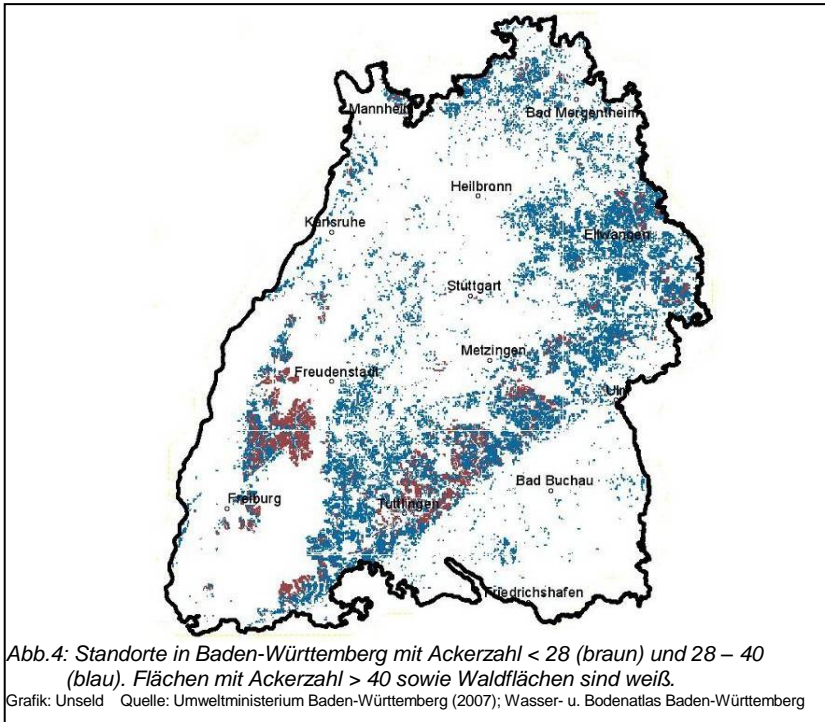 Mannheim
Bad Mergentheim
Heilbronn
Karlsruhe
Ellwangen
Stuttgart
Metzingen
Freudenstadt
Ulm
Bad Buchau
Freiburg
Tuttlingen
Friedrichshafen
Abb.4: Standorte in Baden-Württemberg mit Ackerzahl < 28 (braun) und 28 – 40
(blau). Flächen mit Ackerzahl > 40 sowie Waldflächen sind weiß.
Grafik: Unseld Quelle: Umweltministerium Baden-Württemberg (2007); Wasser- u. Bodenatlas Baden-Württemberg